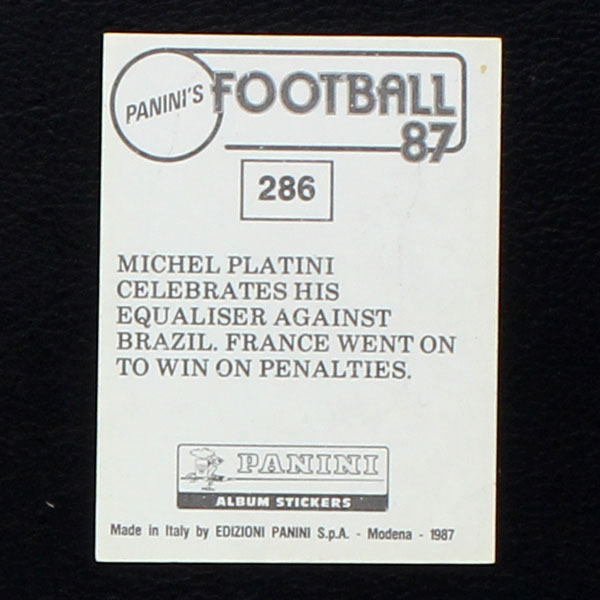 PANINI'S FOOTBALL
87
286
MICHEL PLATINI
CELEBRATES HIS
EQUALISER AGAINST
BRAZIL. FRANCE WENT ON
TO WIN ON PENALTIES.
PANINI
ALBUM STICKERS
Made in Italy by EDIZIONI PANINI S.p.A. - Modena - 1987